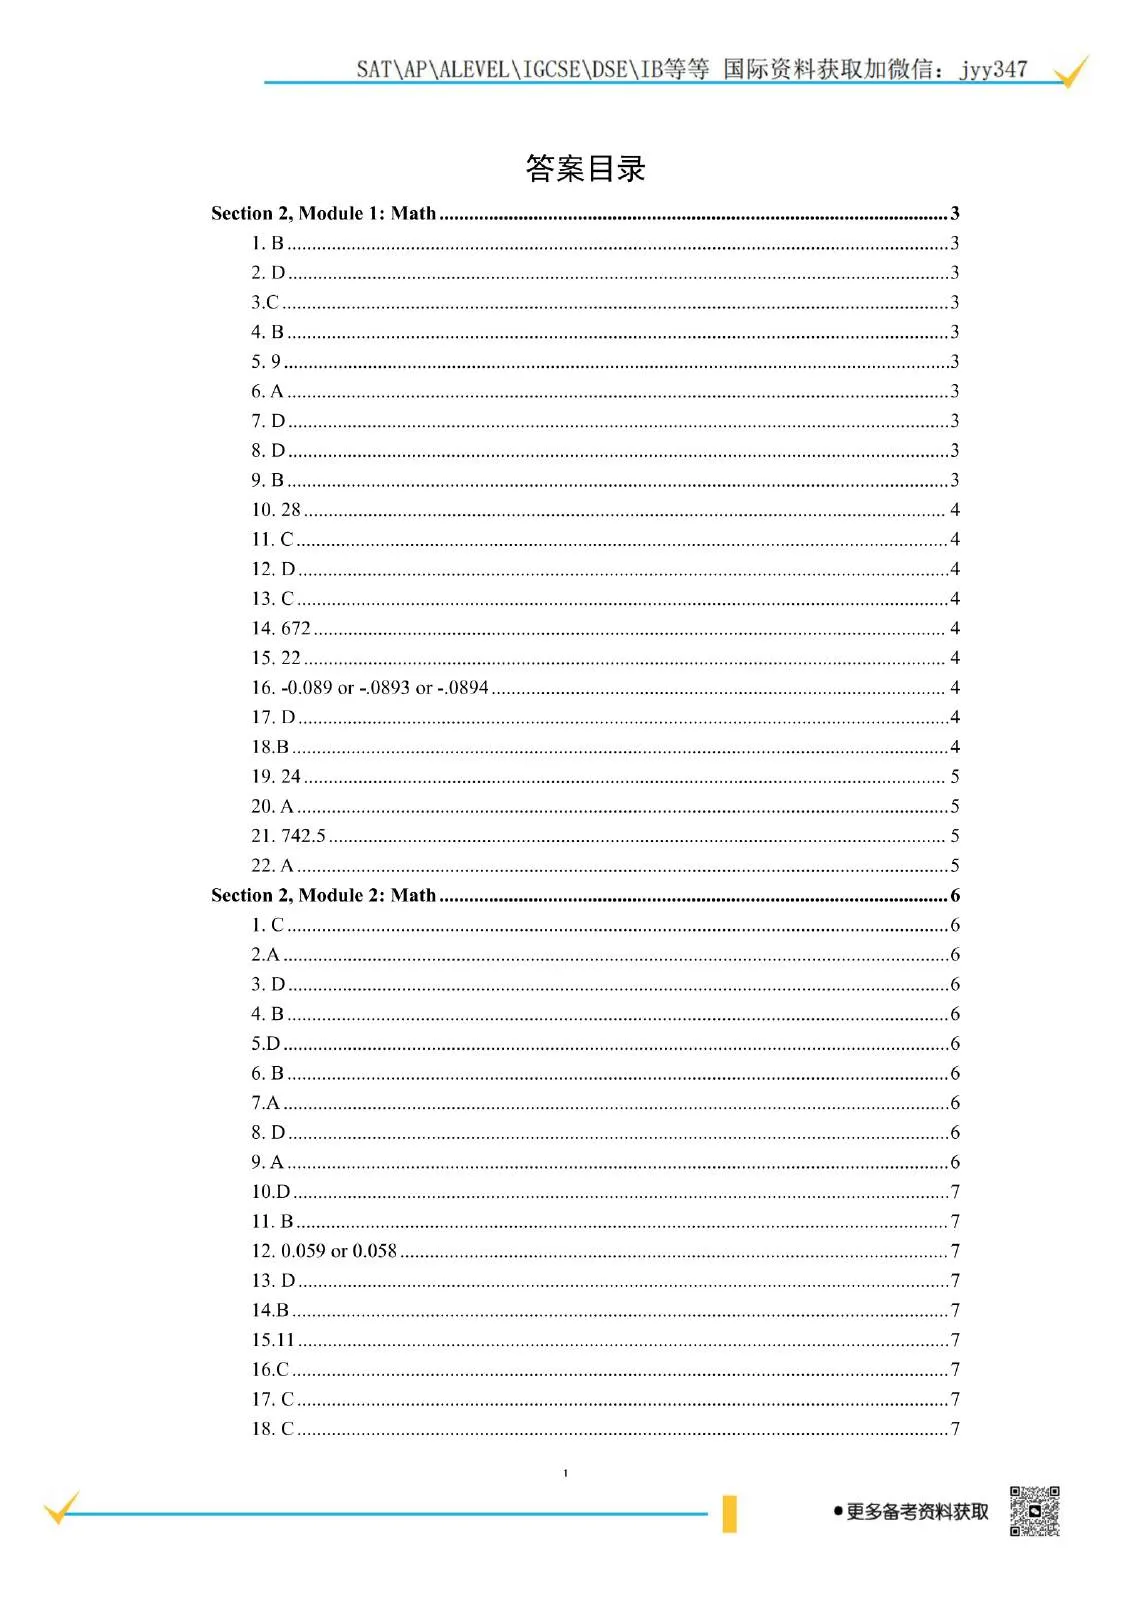 SAT\AP\ALEVEL\IGCSE\DSE\IB等等 国际资料获取加微信：jyy347
答案目录
Section 2, Module 1: Math 3
1. B 3
2. D 3
3.C 3
4. B 3
5. 9 3
6. A 3
7. D 3
8. D 3
9. B 3
10. 28 4
11. C 4
12. D 4
13. C 4
14. 672 4
15. 22 4
16. -0.089 or -.0893 or -.0894 4
17. D 4
18.B 4
19. 24 5
20. A 5
21. 742.5 5
22. A 5
Section 2, Module 2: Math 6
1. C 6
2.A 6
3. D 6
4. B 6
5.D 6
6. B 6
7.A 6
8. D 6
9. A 6
10.D 7
11. B 7
12. 0.059 or 0.058 7
13. D 7
14.B 7
15.11 7
16.C 7
17. C 7
18. C 7
1
•更多备考资料获取